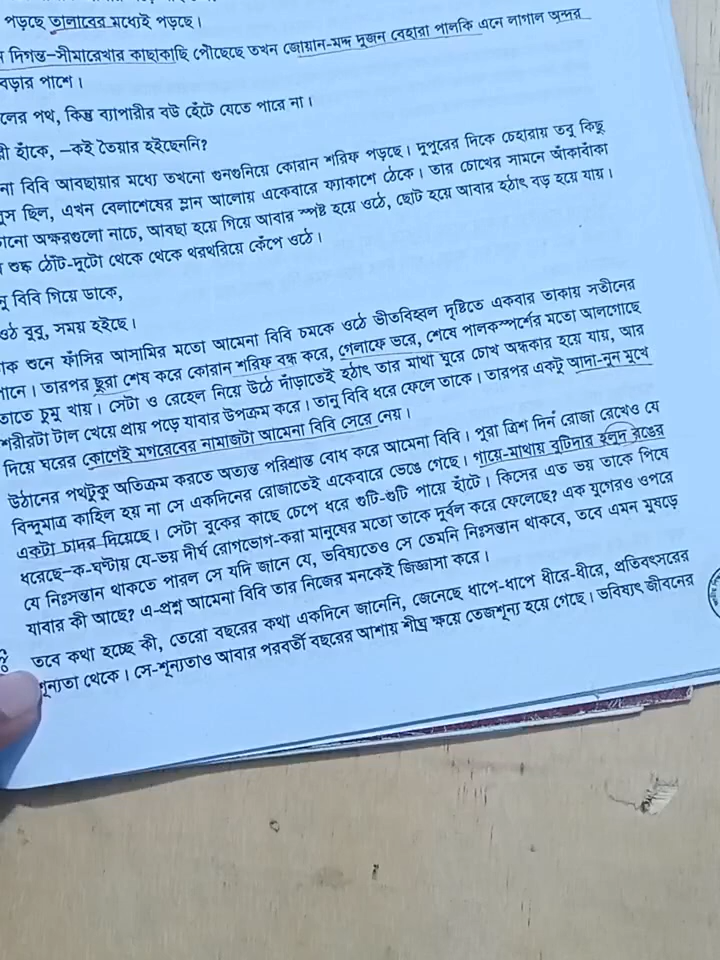 পড়ছে ভালাবের মধ্যেই পড়ছে।
দিগন্ত-সীমারেখার কাছাকাছি পৌঁছেছে তখন জোয়ান-মদ্দ দুজন বেহারা পালকি এনে লাগাল অন্দর
পাশে।
পথ, কিন্তু ব্যাপারীর বউ হেঁটে যেতে পারে না।
হাঁকে, —কই তৈয়ার হইছেননি?
বিবি আবছায়ার মধ্যে তখনো গুনগুনিয়ে কোরান শরিফ পড়ছে। দুপুরের দিকে চেহারায় তবু কিছু
ছিল, এখন বেলাশেষের ম্লান আলোয় একেবারে ফ্যাকাশে ঠেকে। তার চোখের সামনে আঁকাবাঁকা
অক্ষরগুলো নাচে, আবছা হয়ে গিয়ে আবার স্পষ্ট হয়ে ওঠে, ছোট হয়ে আবার হঠাৎ বড় হয়ে যায়।
শুষ্ক ঠোঁট-দুটো থেকে থেকে থরথরিয়ে কেঁপে ওঠে।
বিবি গিয়ে ডাকে,
ওঠ বুবু, সময় হইছে।
শুনে ফাঁসির আসামির মতো আমেনা বিবি চমকে ওঠে ভীতবিহ্বল দৃষ্টিতে একবার তাকায় সতীনের
পানে। তারপর ছুরা শেষ করে কোরান শরিফ বন্ধ করে, গেলাফে ভরে, শেষে পালকস্পর্শের মতো আলগোছে
তাতে চুমু খায়। সেটা ও রেহেল নিয়ে উঠে দাঁড়াতেই হঠাৎ তার মাথা ঘুরে চোখ অন্ধকার হয়ে যায়, আর
শরীরটা টাল খেয়ে প্রায় পড়ে যাবার উপক্রম করে। তানু বিবি ধরে ফেলে তাকে। তারপর একটু আদা-নুন মুখে
দিয়ে ঘরের কোণেই মগরেবের নামাজটা আমেনা বিবি সেরে নেয়।
উঠানের পথটুকু অতিক্রম করতে অত্যন্ত পরিশ্রান্ত বোধ করে আমেনা বিবি। পুরা ত্রিশ দিন রোজা রেখেও যে
বিন্দুমাত্র কাহিল হয় না সে একদিনের রোজাতেই একেবারে ভেঙে গেছে। গায়ে-মাথায় বুটিদার হলুদ রঙের
একটা চাদর দিয়েছে। সেটা বুকের কাছে চেপে ধরে গুটি-গুটি পায়ে হাঁটে। কিসের এত ভয় তাকে পিষে
ধরেছে-ক-ঘণ্টায় যে-ভয় দীর্ঘ রোগভোগ-করা মানুষের মতো তাকে দুর্বল করে ফেলেছে? এক যুগেরও ওপরে
যে নিঃসন্তান থাকতে পারল সে যদি জানে যে, ভবিষ্যতেও সে তেমনি নিঃসন্তান থাকবে, তবে এমন মুষড়ে
যাবার কী আছে? এ-প্রশ্ন আমেনা বিবি তার নিজের মনকেই জিজ্ঞাসা করে।
তবে কথা হচ্ছে কী, তেরো বছরের কথা একদিনে জানেনি, জেনেছে ধাপে-ধাপে ধীরে-ধীরে, প্রতিবৎসরের
শূন্যতা থেকে। সে-শূন্যতাও আবার পরবর্তী বছরের আশায় শীঘ্র ক্ষয়ে তেজশূন্য হয়ে গেছে। ভবিষ্যৎ জীবনের